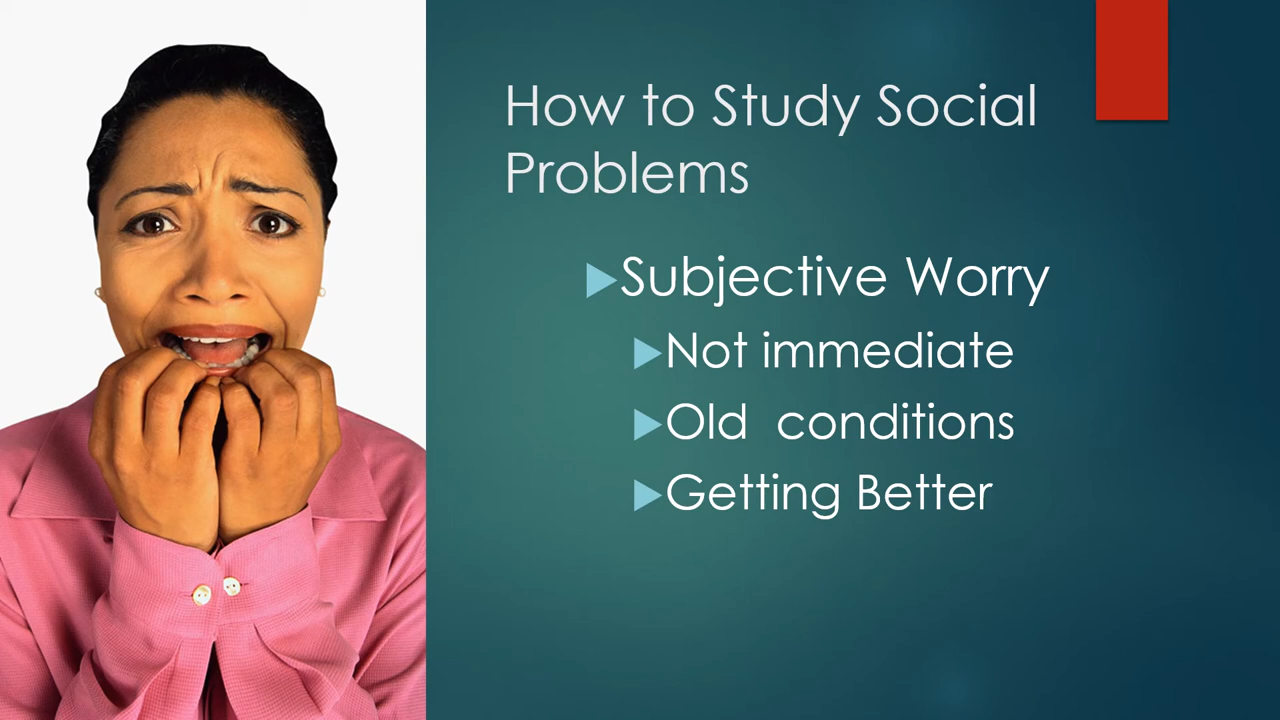 How to Study Social
Problems
Subjective Worry
Not immediate
Old  conditions
Getting Better